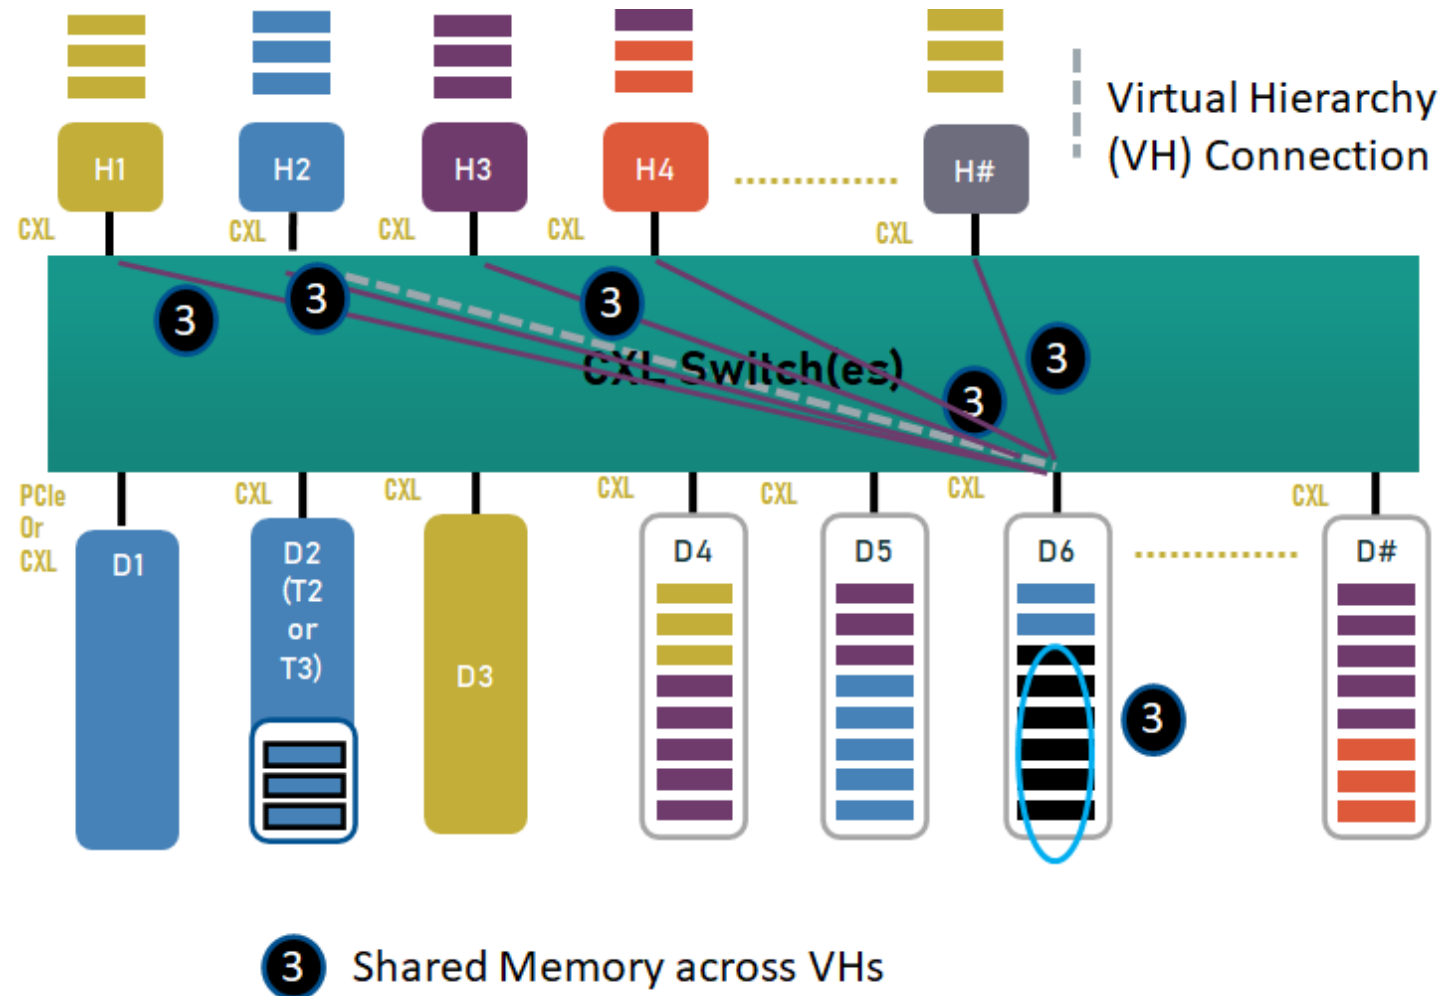 H1
H2
H3
H4
H#
Virtual Hierarchy
(VH) Connection
CXL
CXL
CXL
CXL
CXL
3
3
3
3
3
CXL Switch(es)
PCIe
Or
CXL
CXL
CXL
CXL
CXL
CXL
CXL
D1
D2
(T2
or
T3)
D3
D4
D5
D6
D#
3
3 Shared Memory across VHs